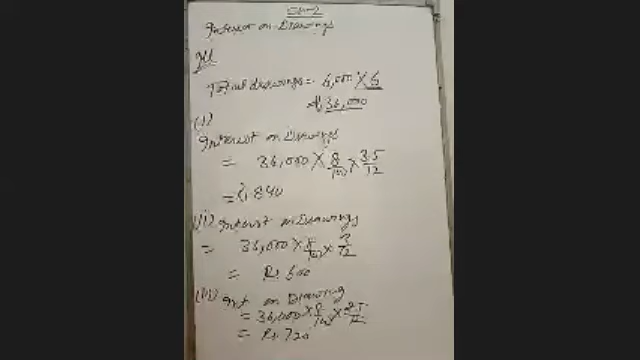 Interest on Drawings
Total drawings = 6,000 × 6
36,000
(i)
Interest on Drawings
= 36,000 × 8/100 × 3.5/12
= 840
(ii) Interest on Drawings
= 36,000 × 8/100 × 3/12
= Rs. 600
(iii) Int on Drawing
= 36,000 × 8/100 × 2.5/12
= Rs. 720